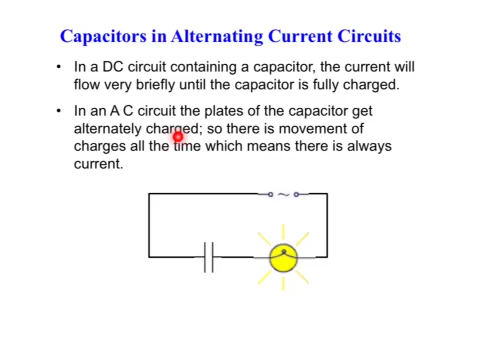 Capacitors in Alternating Current Circuits
• In a DC circuit containing a capacitor, the current will
flow very briefly until the capacitor is fully charged.
• In an A C circuit the plates of the capacitor get
alternately charged; so there is movement of
charges all the time which means there is always
current.
~